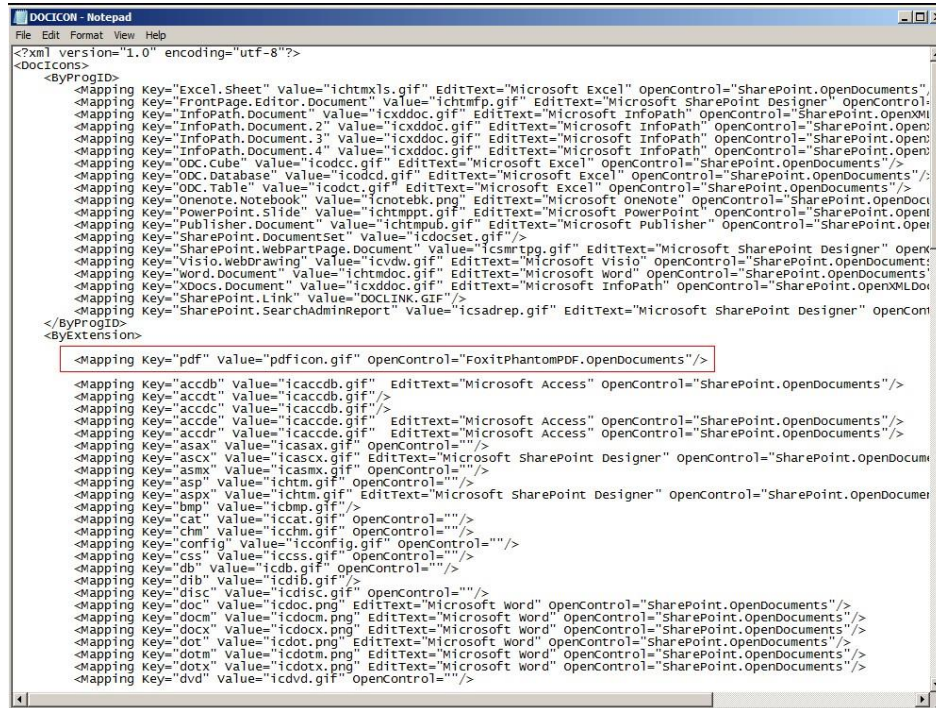 DOCICON - Notepad
File Edit Format View Help
<?xml version="1.0" encoding="utf-8"?>
<DocIcons>
<ByProgID>
<Mapping Key="Excel.Sheet" Value="ichtmxls.gif" EditText="Microsoft Excel" OpenControl="SharePoint.OpenDocuments"/
<Mapping Key="FrontPage.Editor.Document" Value="ichtmfp.gif" EditText="Microsoft SharePoint Designer" OpenControl=
<Mapping Key="InfoPath.Document" Value="icxddoc.gif" EditText="Microsoft InfoPath" OpenControl="SharePoint.OpenXML
<Mapping Key="InfoPath.Document.2" Value="icxddoc.gif" EditText="Microsoft InfoPath" OpenControl="SharePoint.OpenX
<Mapping Key="InfoPath.Document.3" Value="icxddoc.gif" EditText="Microsoft InfoPath" OpenControl="SharePoint.OpenX
<Mapping Key="InfoPath.Document.4" Value="icxddoc.gif" EditText="Microsoft InfoPath" OpenControl="SharePoint.OpenX
<Mapping Key="ODC.Cube" Value="icodcc.gif" EditText="Microsoft Excel" OpenControl="SharePoint.OpenDocuments"/>
<Mapping Key="ODC.Database" Value="icodcd.gif" EditText="Microsoft Excel" OpenControl="SharePoint.OpenDocuments"/>
<Mapping Key="ODC.Table" Value="icodct.gif" EditText="Microsoft Excel" OpenControl="SharePoint.OpenDocuments"/>
<Mapping Key="Onenote.Notebook" Value="icnotebk.png" EditText="Microsoft OneNote" OpenControl="SharePoint.OpenDocu
<Mapping Key="PowerPoint.Slide" Value="ichtmppt.gif" EditText="Microsoft PowerPoint" OpenControl="SharePoint.OpenD
<Mapping Key="Publisher.Document" Value="ichtmpub.gif" EditText="Microsoft Publisher" OpenControl="SharePoint.Open
<Mapping Key="SharePoint.DocumentSet" Value="icdocset.gif"/>
<Mapping Key="SharePoint.WebPartPage.Document" Value="icsmrtpg.gif" EditText="Microsoft SharePoint Designer" OpenC
<Mapping Key="Visio.WebDrawing" Value="icvdw.gif" EditText="Microsoft Visio" OpenControl="SharePoint.OpenDocuments
<Mapping Key="Word.Document" Value="ichtmdoc.gif" EditText="Microsoft Word" OpenControl="SharePoint.OpenDocuments"
<Mapping Key="XDocs.Document" Value="icxddoc.gif" EditText="Microsoft InfoPath" OpenControl="SharePoint.OpenXMLDoc
<Mapping Key="SharePoint.Link" Value="DOCLINK.GIF"/>
<Mapping Key="SharePoint.SearchAdminReport" Value="icsadrep.gif" EditText="Microsoft SharePoint Designer" OpenCont
</ByProgID>
<ByExtension>
<Mapping Key="pdf" Value="pdficon.gif" OpenControl="FoxitPhantomPDF.OpenDocuments"/>
<Mapping Key="accdb" Value="icaccdb.gif" EditText="Microsoft Access" OpenControl="SharePoint.OpenDocuments"/>
<Mapping Key="accdt" Value="icaccdb.gif"/>
<Mapping Key="accdc" Value="icaccdb.gif"/>
<Mapping Key="accde" Value="icaccde.gif" EditText="Microsoft Access" OpenControl="SharePoint.OpenDocuments"/>
<Mapping Key="accdr" Value="icaccde.gif" EditText="Microsoft Access" OpenControl="SharePoint.OpenDocuments"/>
<Mapping Key="asax" Value="icasax.gif" OpenControl=""/>
<Mapping Key="ascx" Value="icascx.gif" EditText="Microsoft SharePoint Designer" OpenControl="SharePoint.OpenDocume
<Mapping Key="asmx" Value="icasmx.gif" OpenControl=""/>
<Mapping Key="asp" Value="ichtm.gif" OpenControl=""/>
<Mapping Key="aspx" Value="ichtm.gif" EditText="Microsoft SharePoint Designer" OpenControl="SharePoint.OpenDocumen
<Mapping Key="bmp" Value="icbmp.gif"/>
<Mapping Key="cat" Value="iccat.gif" OpenControl=""/>
<Mapping Key="chm" Value="icchm.gif" OpenControl=""/>
<Mapping Key="config" Value="icconfig.gif" OpenControl=""/>
<Mapping Key="css" Value="iccss.gif" OpenControl=""/>
<Mapping Key="db" Value="icdb.gif" OpenControl=""/>
<Mapping Key="dib" Value="icdib.gif"/>
<Mapping Key="disc" Value="icdisc.gif" OpenControl=""/>
<Mapping Key="doc" Value="icdoc.png" EditText="Microsoft Word" OpenControl="SharePoint.OpenDocuments"/>
<Mapping Key="docm" Value="icdocm.png" EditText="Microsoft Word" OpenControl="SharePoint.OpenDocuments"/>
<Mapping Key="docx" Value="icdocx.png" EditText="Microsoft Word" OpenControl="SharePoint.OpenDocuments"/>
<Mapping Key="dot" Value="icdot.png" EditText="Microsoft Word" OpenControl="SharePoint.OpenDocuments"/>
<Mapping Key="dotm" Value="icdotm.png" EditText="Microsoft Word" OpenControl="SharePoint.OpenDocuments"/>
<Mapping Key="dotx" Value="icdotx.png" EditText="Microsoft Word" OpenControl="SharePoint.OpenDocuments"/>
<Mapping Key="dvd" Value="icdvd.gif" OpenControl=""/>